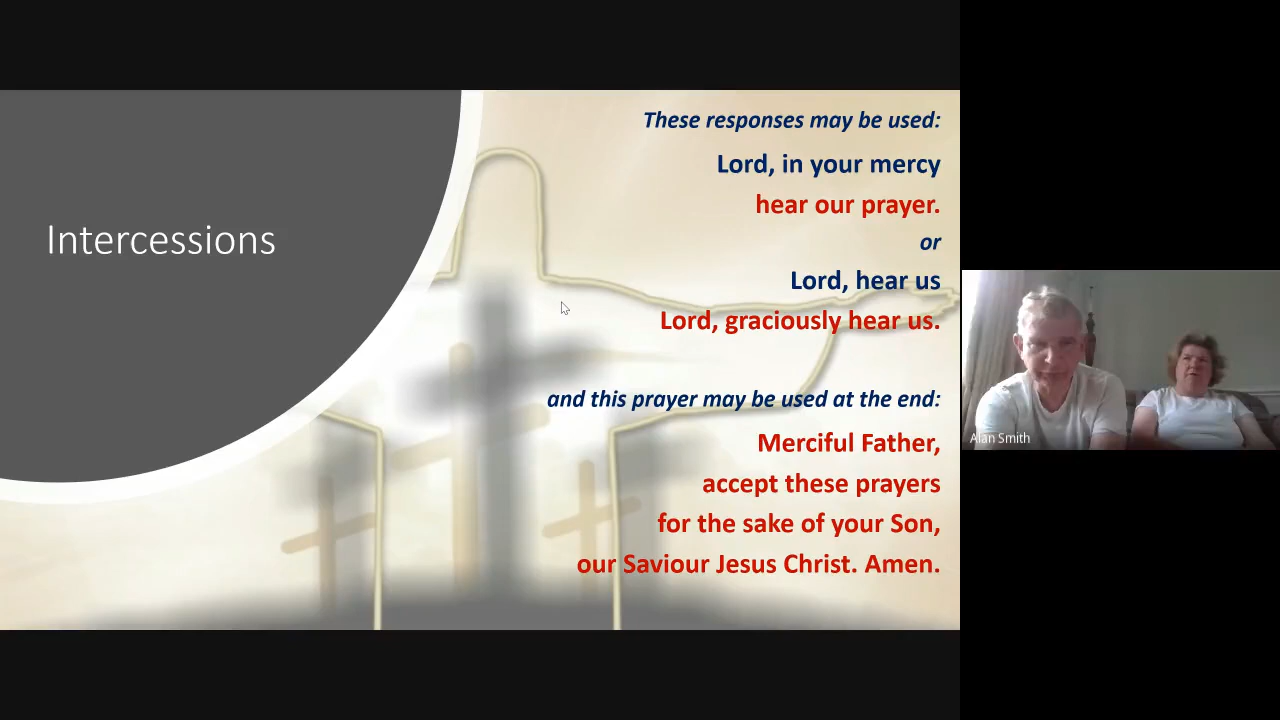 Intercessions
These responses may be used:
Lord, in your mercy
hear our prayer.
or
Lord, hear us
Lord, graciously hear us.
and this prayer may be used at the end:
Merciful Father,
accept these prayers
for the sake of your Son,
our Saviour Jesus Christ. Amen.
Alan Smith